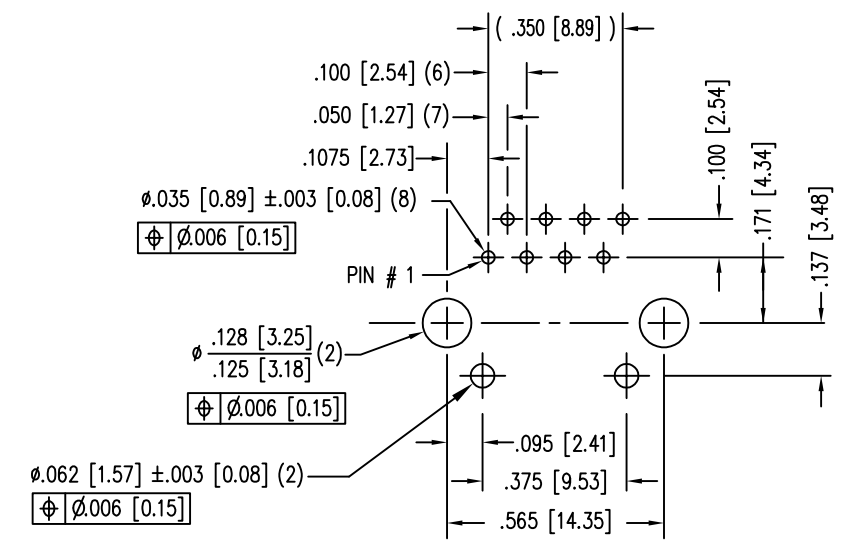 ( .350 [8.89] )
.100 [2.54] (6)
.050 [1.27] (7)
.1075 [2.73]
.100 [2.54]
.171 [4.34]
.137 [3.48]
ø.035 [0.89] ±.003 [0.08] (8)
⌖ Ø.006 [0.15]
PIN # 1
ø .128 [3.25]
.125 [3.18] (2)
⌖ Ø.006 [0.15]
.095 [2.41]
ø.062 [1.57] ±.003 [0.08] (2)
.375 [9.53]
⌖ Ø.006 [0.15]
.565 [14.35]